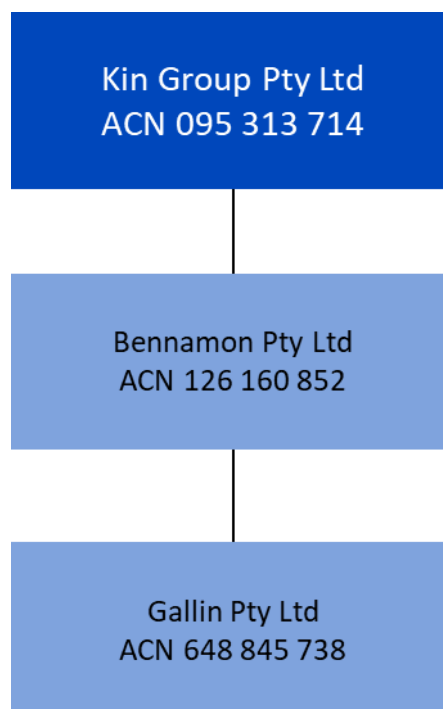 Kin Group Pty Ltd
ACN 095 313 714
Bennamon Pty Ltd
ACN 126 160 852
Gallin Pty Ltd
ACN 648 845 738